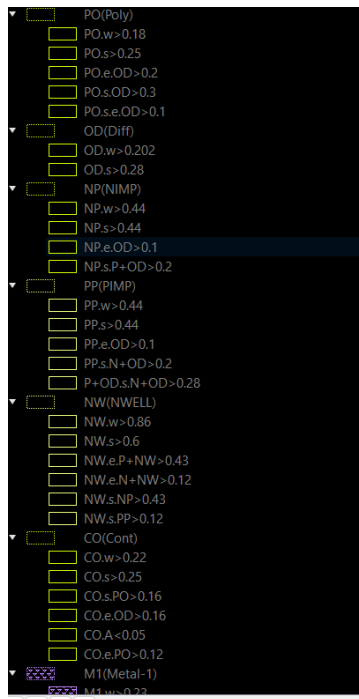 PO(Poly)
PO.w>0.18
PO.s>0.25
PO.e.OD>0.2
PO.s.OD>0.3
PO.s.e.OD>0.1
OD(Diff)
OD.w>0.202
OD.s>0.28
NP(NIMP)
NP.w>0.44
NP.s>0.44
NP.e.OD>0.1
NP.s.P+OD>0.2
PP(PIMP)
PP.w>0.44
PP.s>0.44
PP.e.OD>0.1
PP.s.N+OD>0.2
P+OD.s.N+OD>0.28
NW(NWELL)
NW.w>0.86
NW.s>0.6
NW.e.P+NW>0.43
NW.e.N+NW>0.12
NW.s.NP>0.43
NW.s.PP>0.12
CO(Cont)
CO.w>0.22
CO.s>0.25
CO.s.PO>0.16
CO.e.OD>0.16
CO.A<0.05
CO.e.PO>0.12
M1(Metal-1)
M1.w>0.23